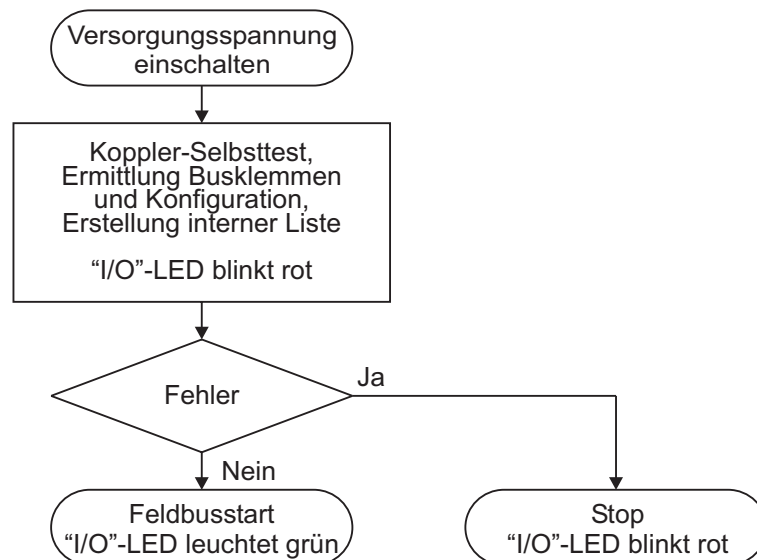 Versorgungsspannung
einschalten
Koppler-Selbsttest,
Ermittlung Busklemmen
und Konfiguration,
Erstellung interner Liste
“I/O”-LED blinkt rot
Fehler
Ja
Nein
Feldbusstart
“I/O”-LED leuchtet grün
Stop
“I/O”-LED blinkt rot